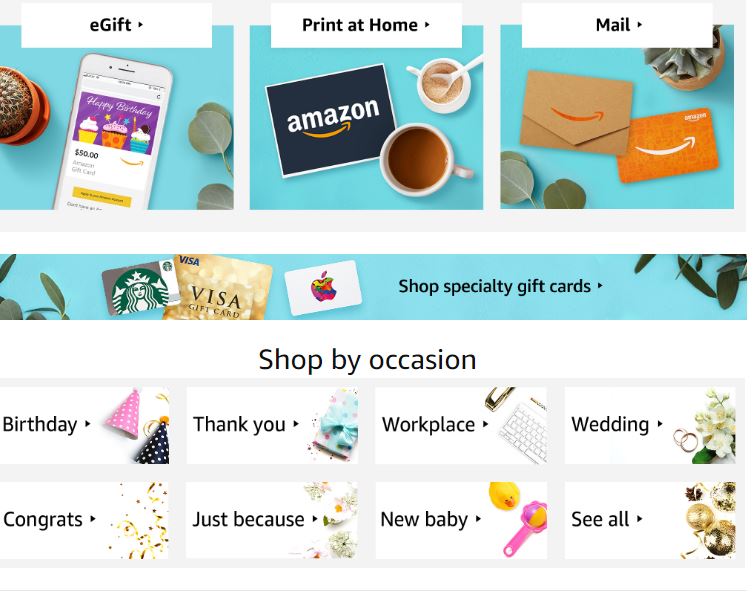 eGift
Print at Home
Mail
Happy Birthday
$50.00
Amazon
Gift Card
amazon
amazon
VISA
VISA
GIFT CARD
Shop specialty gift cards
Shop by occasion
Birthday
Thank you
Workplace
Wedding
Congrats
Just because
New baby
See all